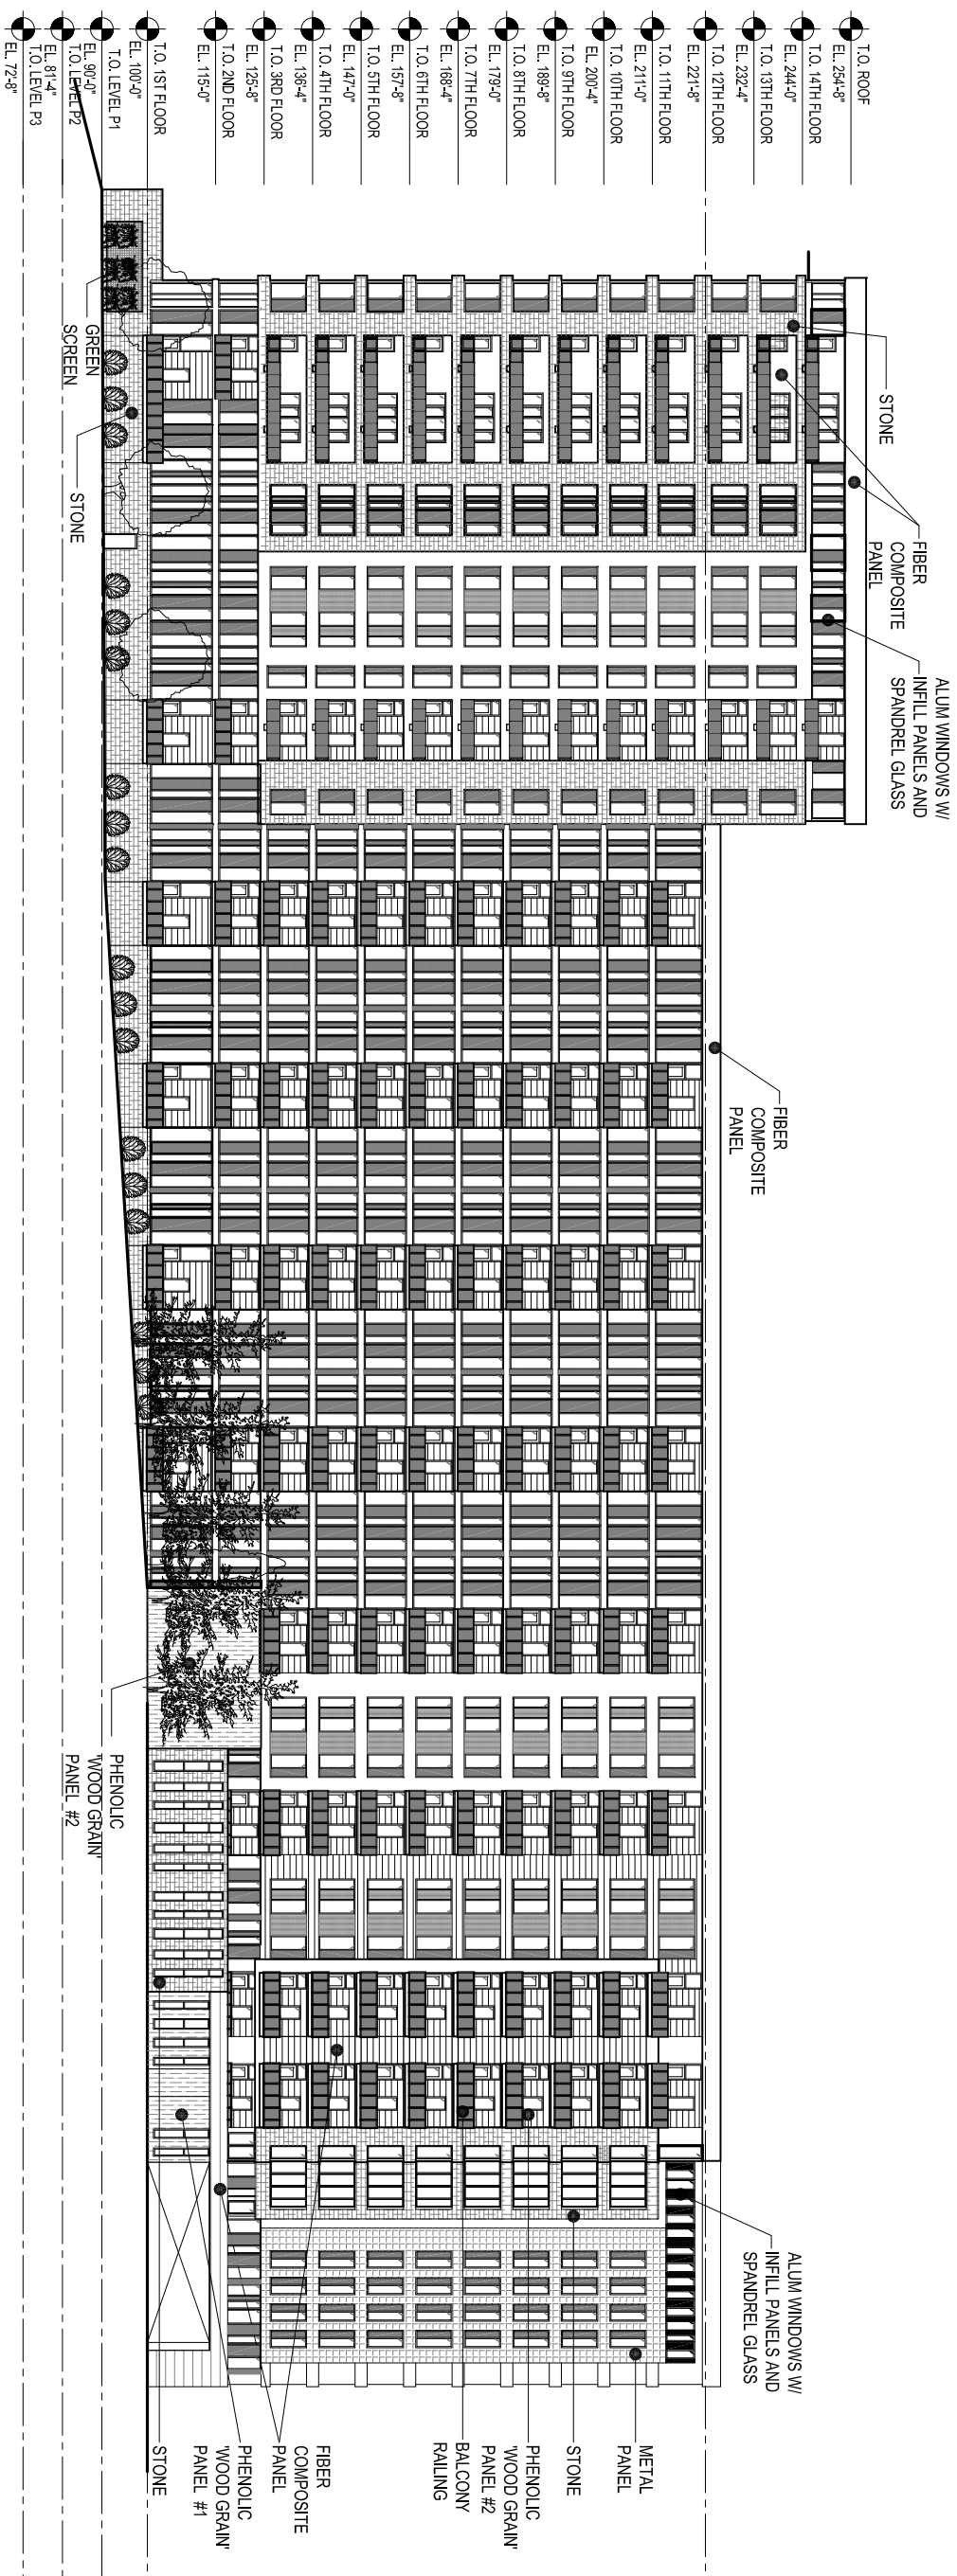 T.O. ROOF
EL. 254'-8"
T.O. 14TH FLOOR
EL. 244'-0"
T.O. 13TH FLOOR
EL. 232'-4"
T.O. 12TH FLOOR
EL. 221'-8"
T.O. 11TH FLOOR
EL. 211'-0"
T.O. 10TH FLOOR
EL. 200'-4"
T.O. 9TH FLOOR
EL. 189'-8"
T.O. 8TH FLOOR
EL. 179'-0"
T.O. 7TH FLOOR
EL. 168'-4"
T.O. 6TH FLOOR
EL. 157'-8"
T.O. 5TH FLOOR
EL. 147'-0"
T.O. 4TH FLOOR
EL. 136'-4"
T.O. 3RD FLOOR
EL. 125'-8"
T.O. 2ND FLOOR
EL. 115'-0"
T.O. 1ST FLOOR
EL. 100'-0"
T.O. LEVEL P1
EL. 90'-0"
T.O. LEVEL P2
EL. 81'-4"
T.O. LEVEL P3
EL. 72'-8"
STONE
FIBER
COMPOSITE
PANEL
ALUM WINDOWS W/
INFILL PANELS AND
SPANDREL GLASS
GREEN
SCREEN
STONE
FIBER
COMPOSITE
PANEL
PHENOLIC
'WOOD GRAIN'
PANEL #2
ALUM WINDOWS W/
INFILL PANELS AND
SPANDREL GLASS
METAL
PANEL
STONE
PHENOLIC
'WOOD GRAIN'
PANEL #2
BALCONY
RAILING
FIBER
COMPOSITE
PANEL
PHENOLIC
'WOOD GRAIN'
PANEL #1
STONE